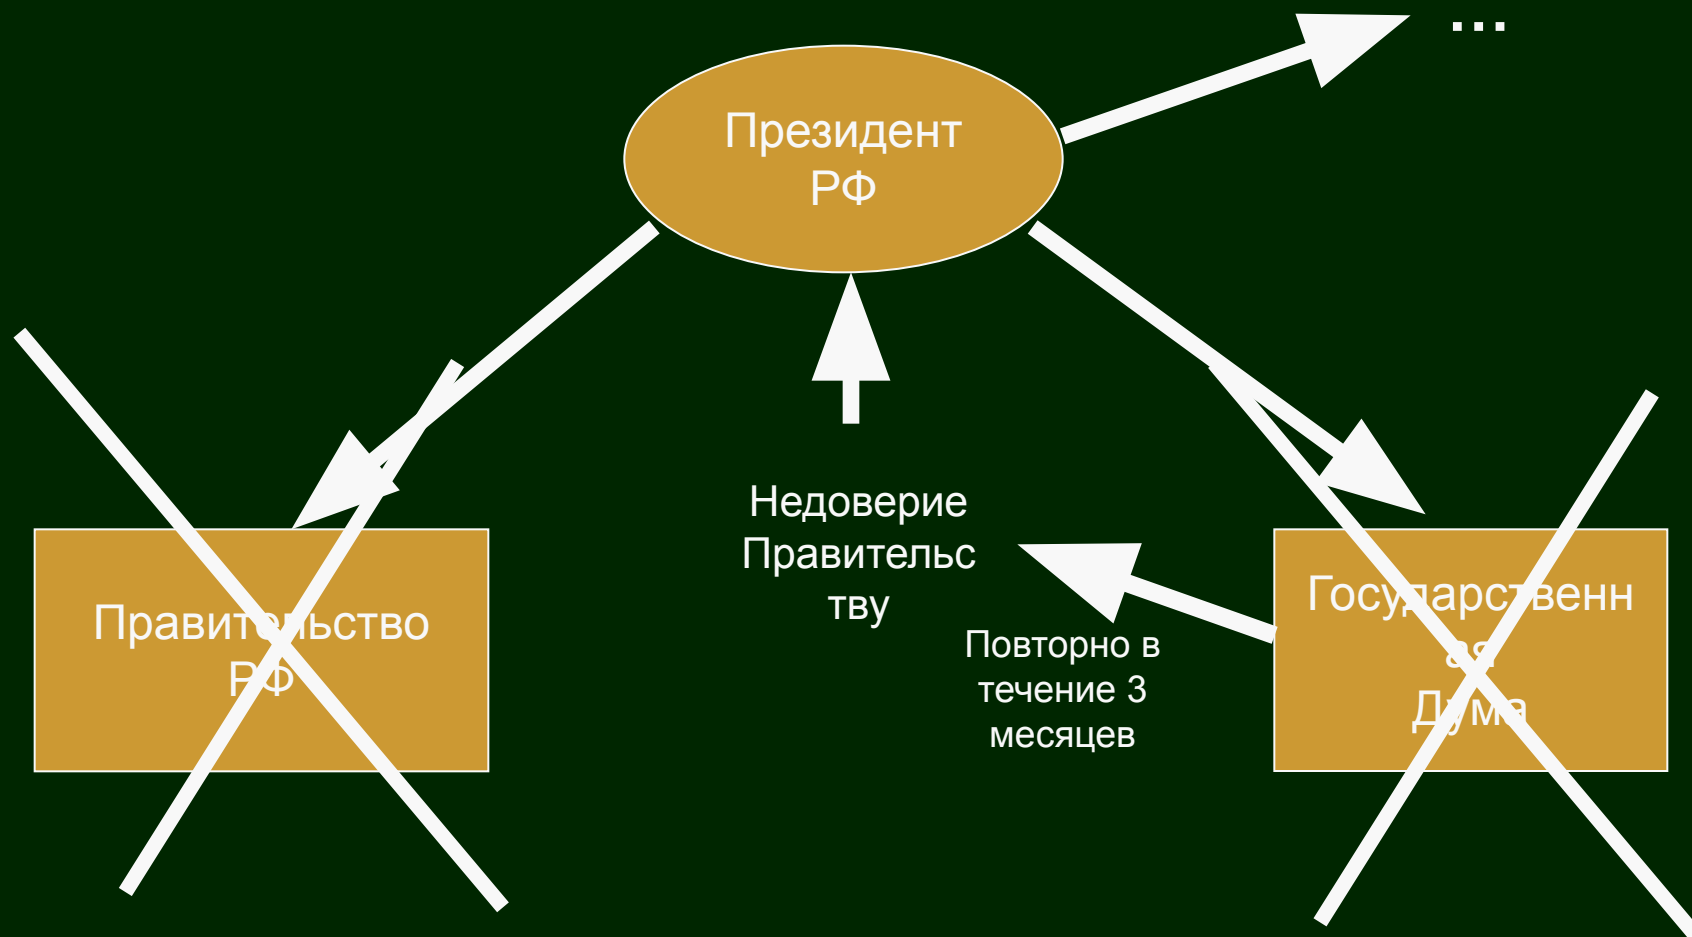 …
Президент
РФ
Недоверие
Правительс
тву
Повторно в
течение 3
месяцев
Правительство
РФ
Государственн
ая
Дума